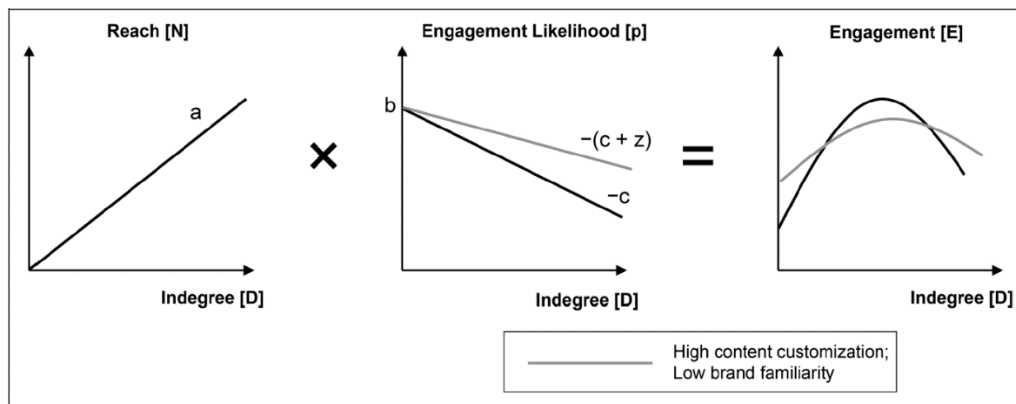 Reach [N]
Engagement Likelihood [p]
Engagement [E]
a
×
b
−(c + z)
−c
=
Indegree [D]
Indegree [D]
Indegree [D]
High content customization;
Low brand familiarity